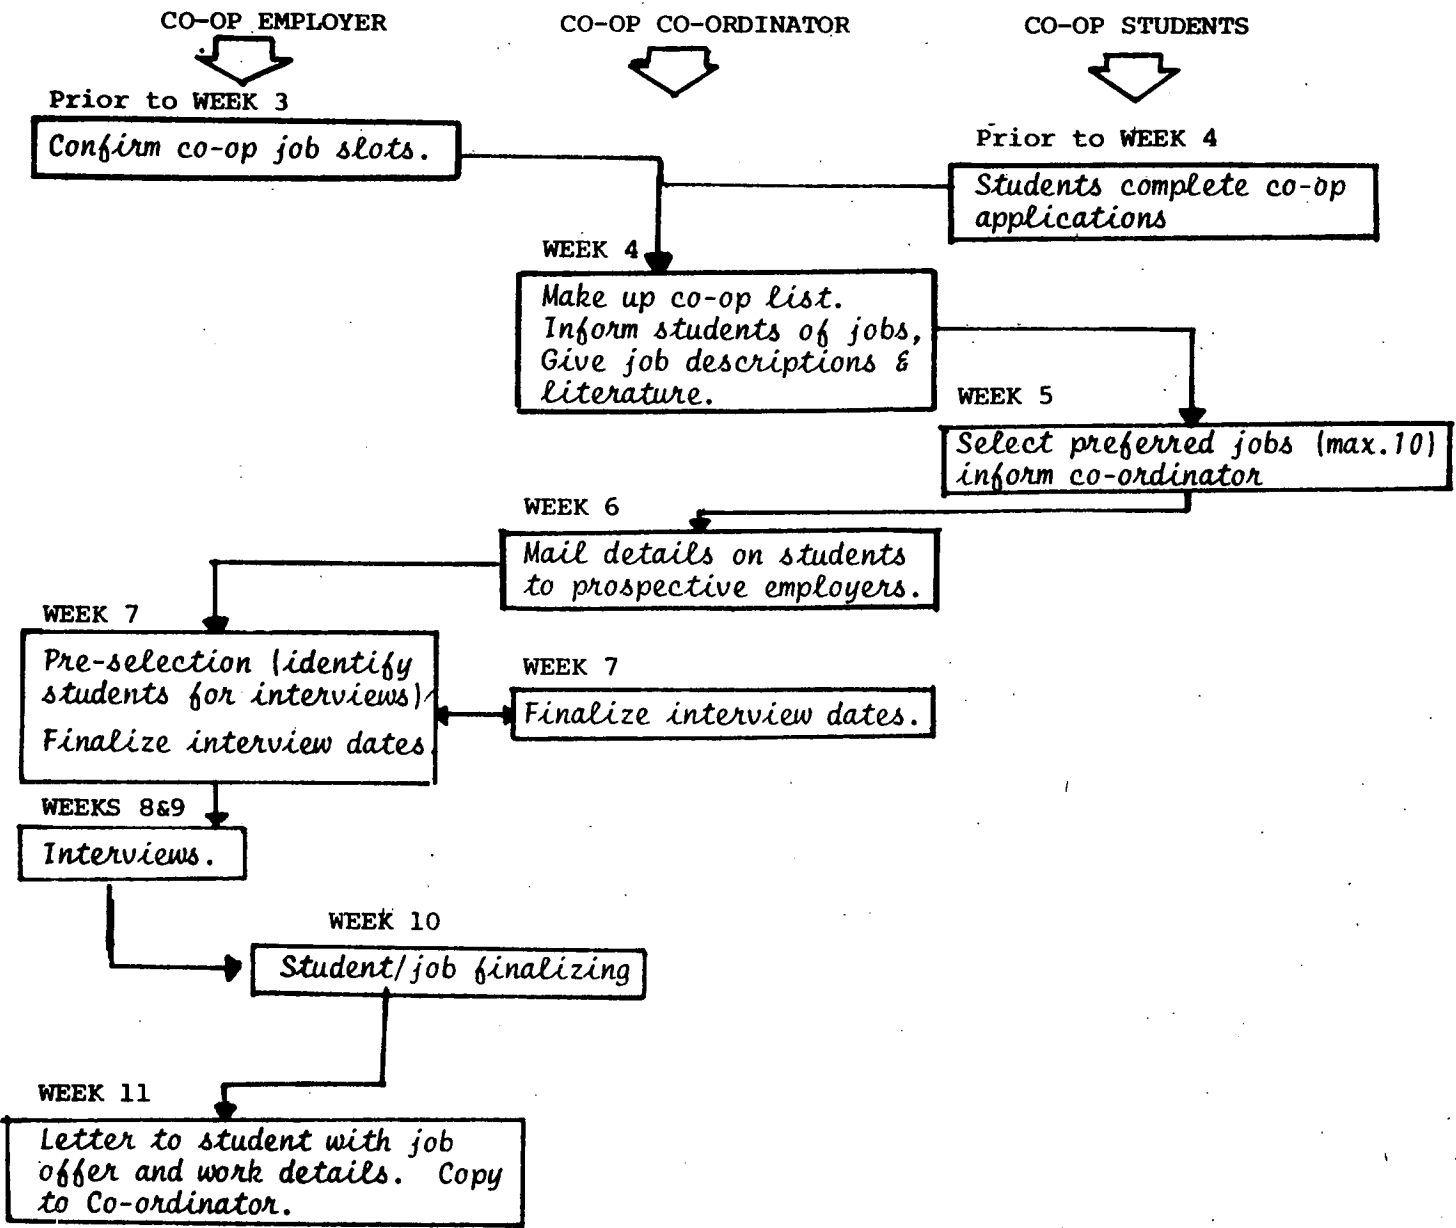 CO-OP EMPLOYER
CO-OP CO-ORDINATOR
CO-OP STUDENTS
Prior to WEEK 3
Confirm co-op job slots.
Prior to WEEK 4
Students complete co-op
applications
WEEK 4
Make up co-op list.
Inform students of jobs,
Give job descriptions &
literature.
WEEK 5
Select preferred jobs (max.10)
inform co-ordinator
WEEK 6
Mail details on students
to prospective employers.
WEEK 7
Pre-selection (identify
students for interviews)
Finalize interview dates.
WEEK 7
Finalize interview dates.
WEEKS 8&9
Interviews.
WEEK 10
Student/job finalizing
WEEK 11
Letter to student with job
offer and work details. Copy
to Co-ordinator.